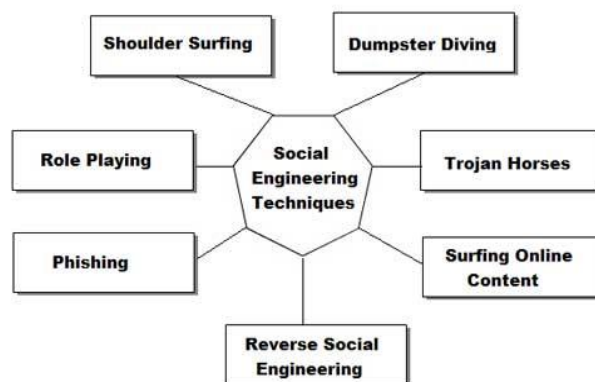 Shoulder Surfing
Dumpster Diving
Role Playing
Social
Engineering
Techniques
Trojan Horses
Phishing
Surfing Online
Content
Reverse Social
Engineering